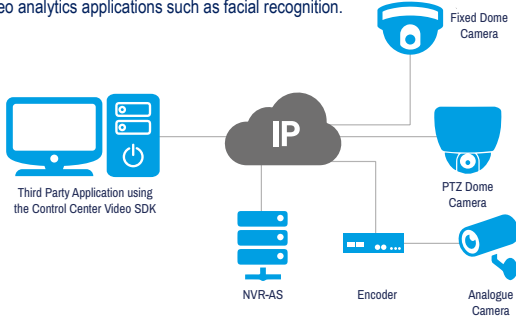 eo analytics applications such as facial recognition.
Fixed Dome
Camera
IP
Third Party Application using
the Control Center Video SDK
PTZ Dome
Camera
NVR-AS
Encoder
Analogue
Camera